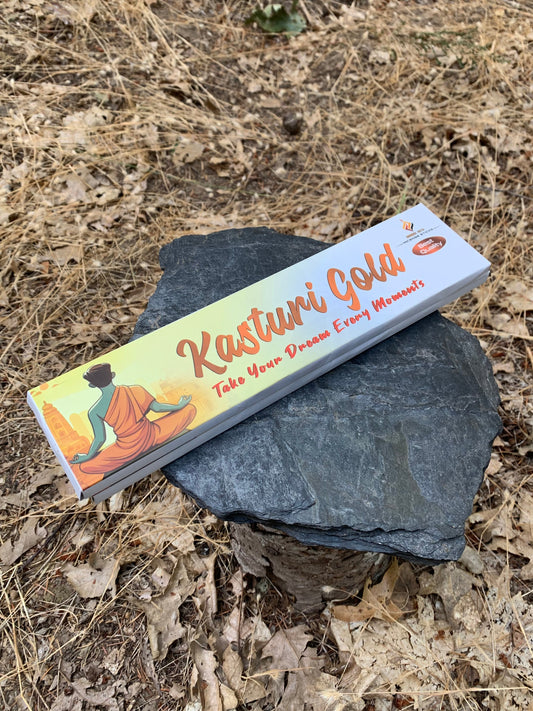 Best
Quality
Kasturi Gold
Take Your Dream Every Moments